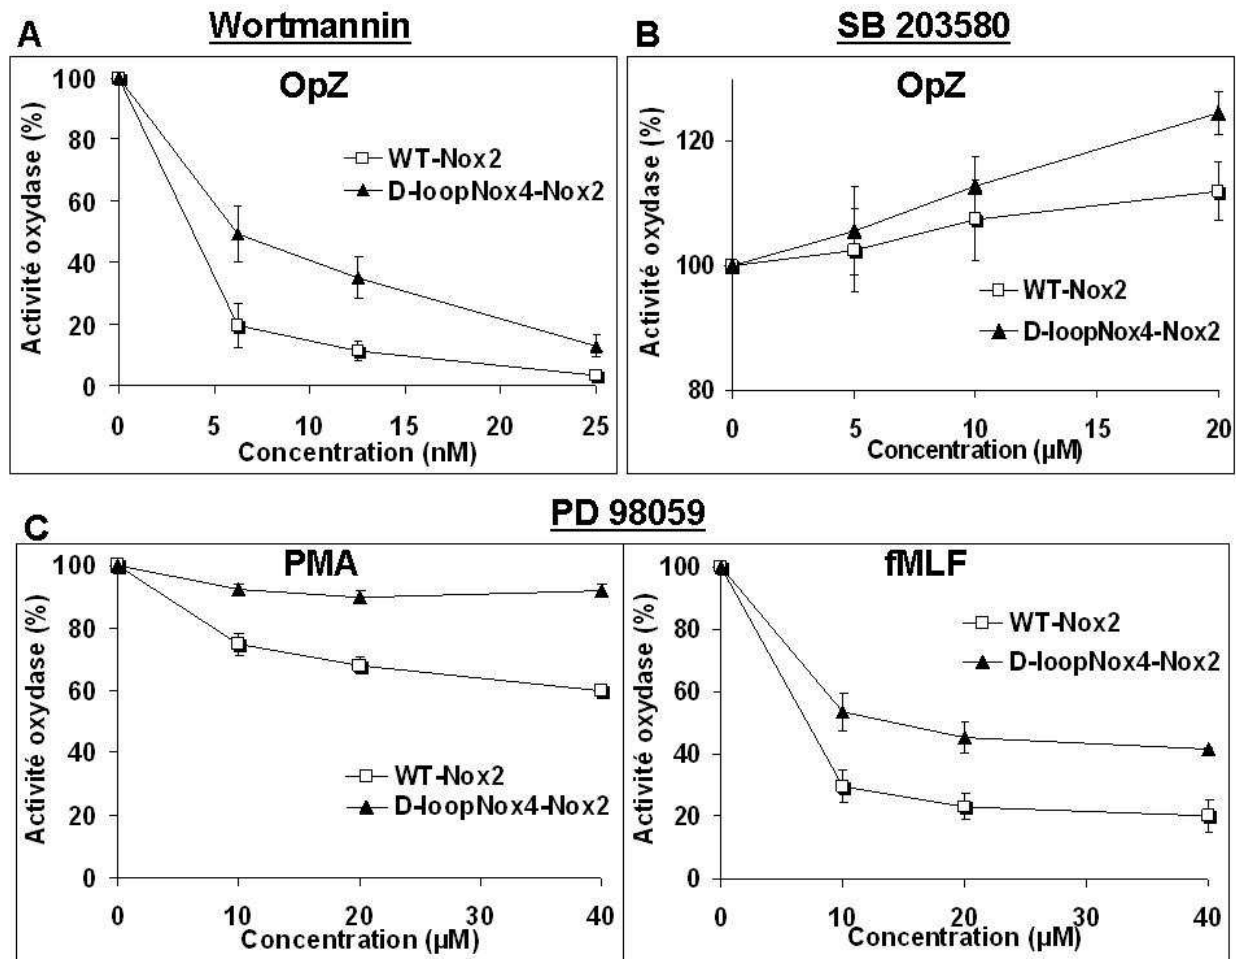 A
Wortmannin
OpZ
Activité oxydase (%)
100
80
60
40
20
0
WT-Nox2
D-loopNox4-Nox2
0 5 10 15 20 25
Concentration (nM)
B
SB 203580
OpZ
Activité oxydase (%)
120
100
80
WT-Nox2
D-loopNox4-Nox2
0 5 10 15 20
Concentration (µM)
C
PD 98059
PMA
Activité oxydase (%)
100
80
60
40
20
0
WT-Nox2
D-loopNox4-Nox2
0 10 20 30 40
Concentration (µM)
fMLF
Activité oxydase (%)
100
80
60
40
20
0
WT-Nox2
D-loopNox4-Nox2
0 10 20 30 40
Concentration (µM)